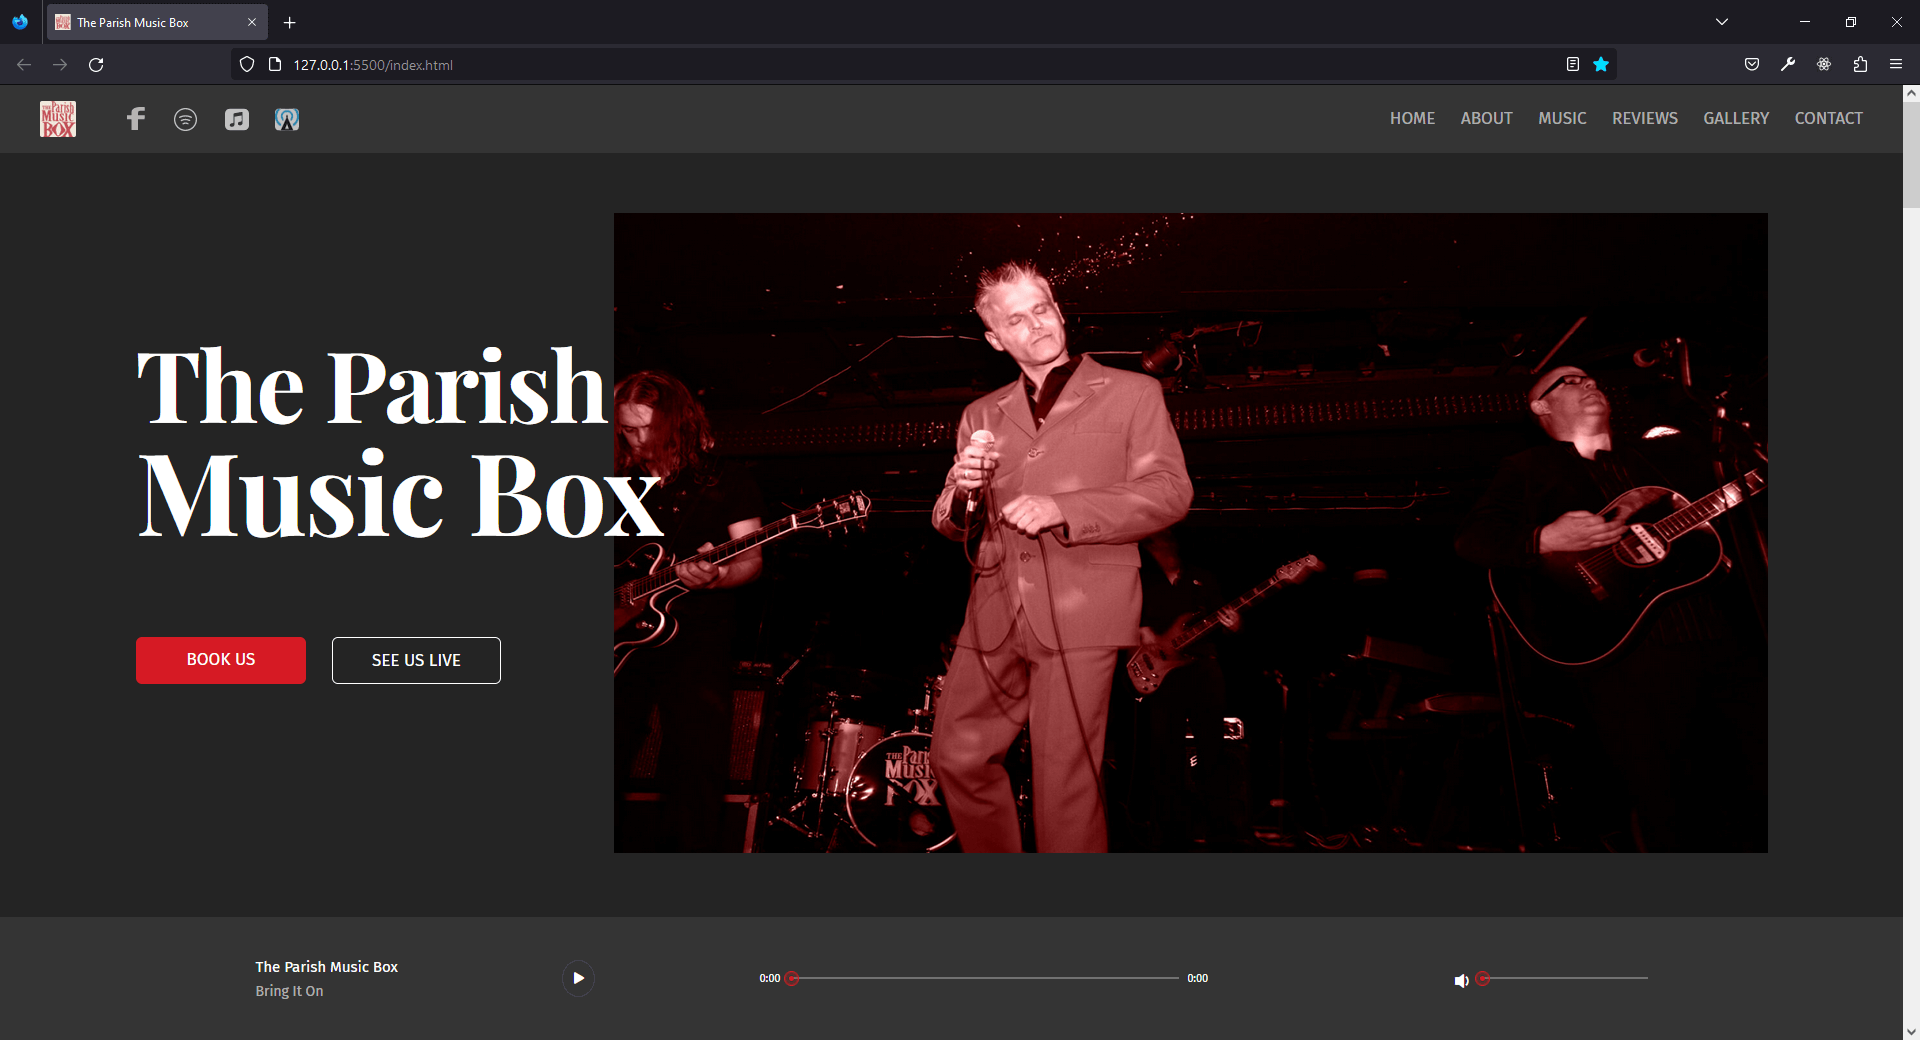 The Parish Music Box
127.0.0.1:5500/index.html
THE Parish
MUSIC
BOX
HOME ABOUT MUSIC REVIEWS GALLERY CONTACT
The Parish
Music Box
BOOK US
SEE US LIVE
THE Parish
MUSIC
BOX
The Parish Music Box
Bring It On
0:00
0:00